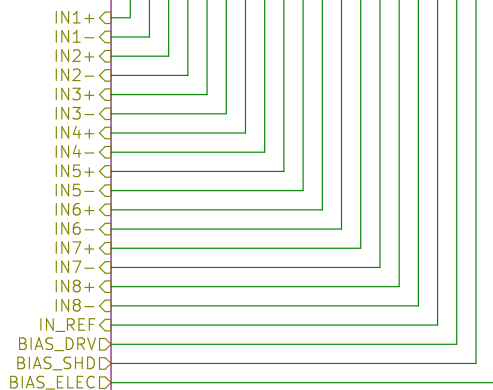 IN1+
IN1-
IN2+
IN2-
IN3+
IN3-
IN4+
IN4-
IN5+
IN5-
IN6+
IN6-
IN7+
IN7-
IN8+
IN8-
IN_REF
BIAS_DRV
BIAS_SHD
BIAS_ELEC